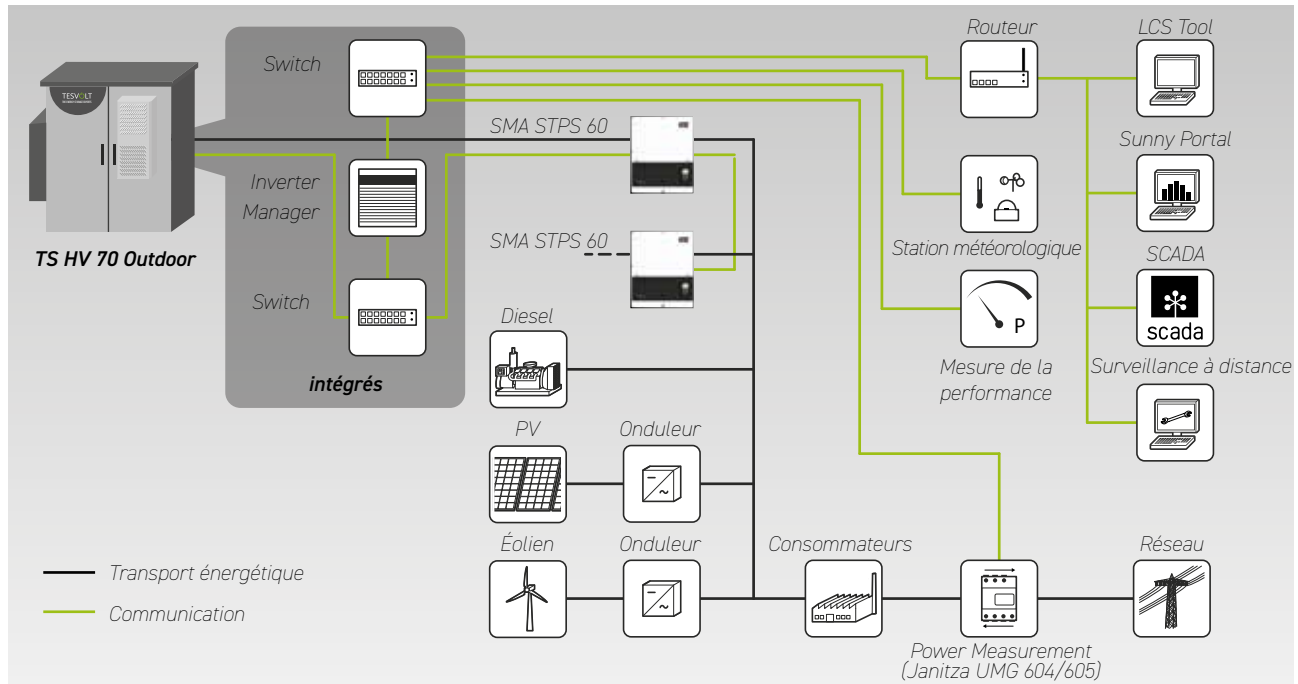 Routeur
LCS Tool
Switch
TESVOLT
SMA STPS 60
Sunny Portal
Inverter
Manager
TS HV 70 Outdoor
SMA STPS 60
Station météorologique
SCADA
Switch
Diesel
P
scada
intégrés
Mesure de la
performance
Surveillance à distance
PV
Onduleur
Éolien
Onduleur
Consommateurs
Réseau
Transport énergétique
Communication
Power Measurement
(Janitza UMG 604/605)